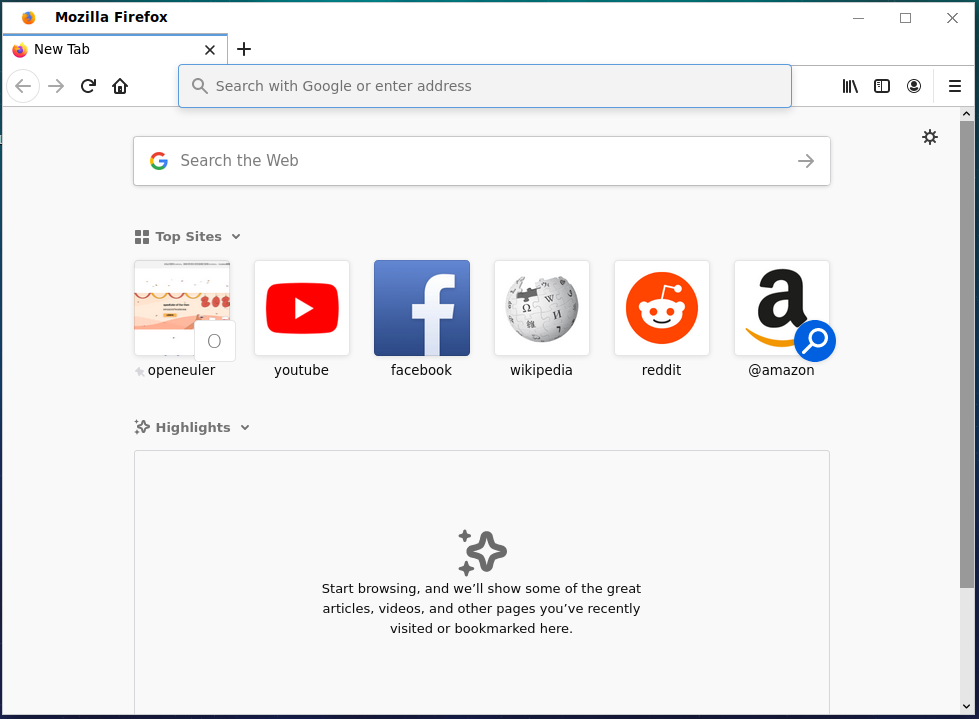 Mozilla Firefox
New Tab
Search with Google or enter address
Search the Web
Top Sites
openeuler
youtube
facebook
wikipedia
reddit
@amazon
Highlights
Start browsing, and we’ll show some of the great
articles, videos, and other pages you’ve recently
visited or bookmarked here.